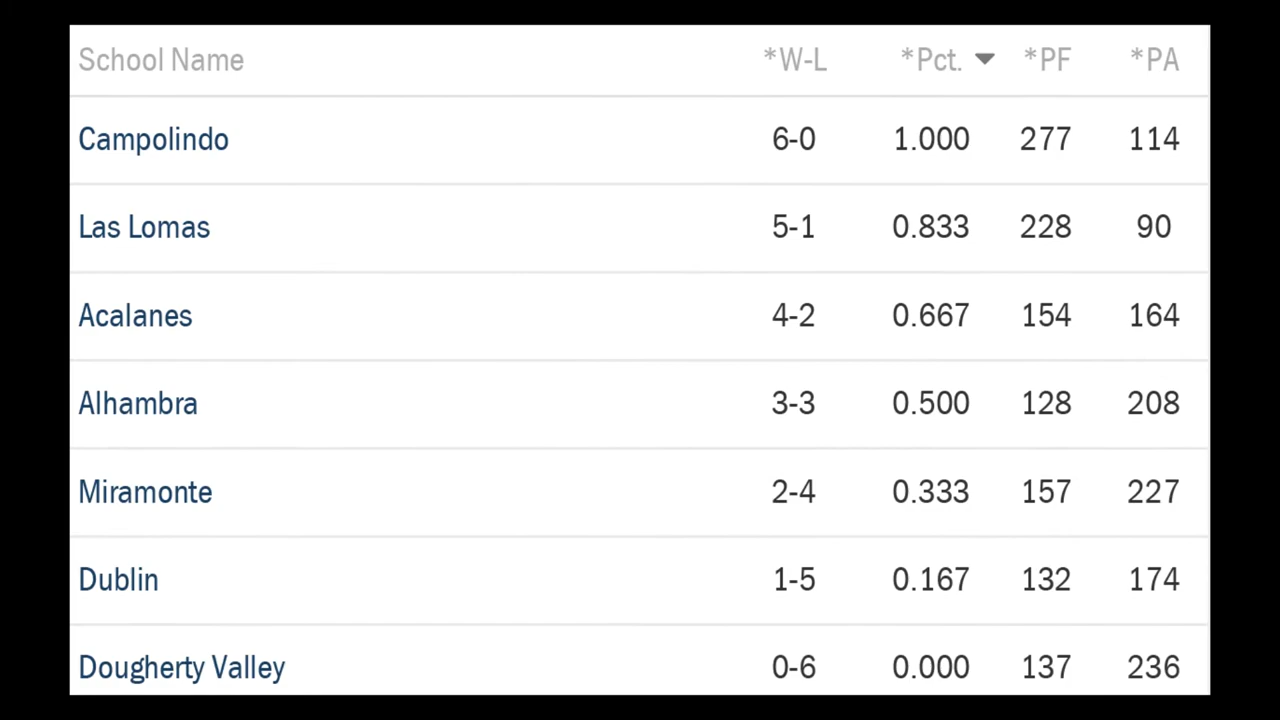 School Name *W-L *Pct. *PF *PA
Campolindo 6-0 1.000 277 114
Las Lomas 5-1 0.833 228 90
Acalanes 4-2 0.667 154 164
Alhambra 3-3 0.500 128 208
Miramonte 2-4 0.333 157 227
Dublin 1-5 0.167 132 174
Dougherty Valley 0-6 0.000 137 236